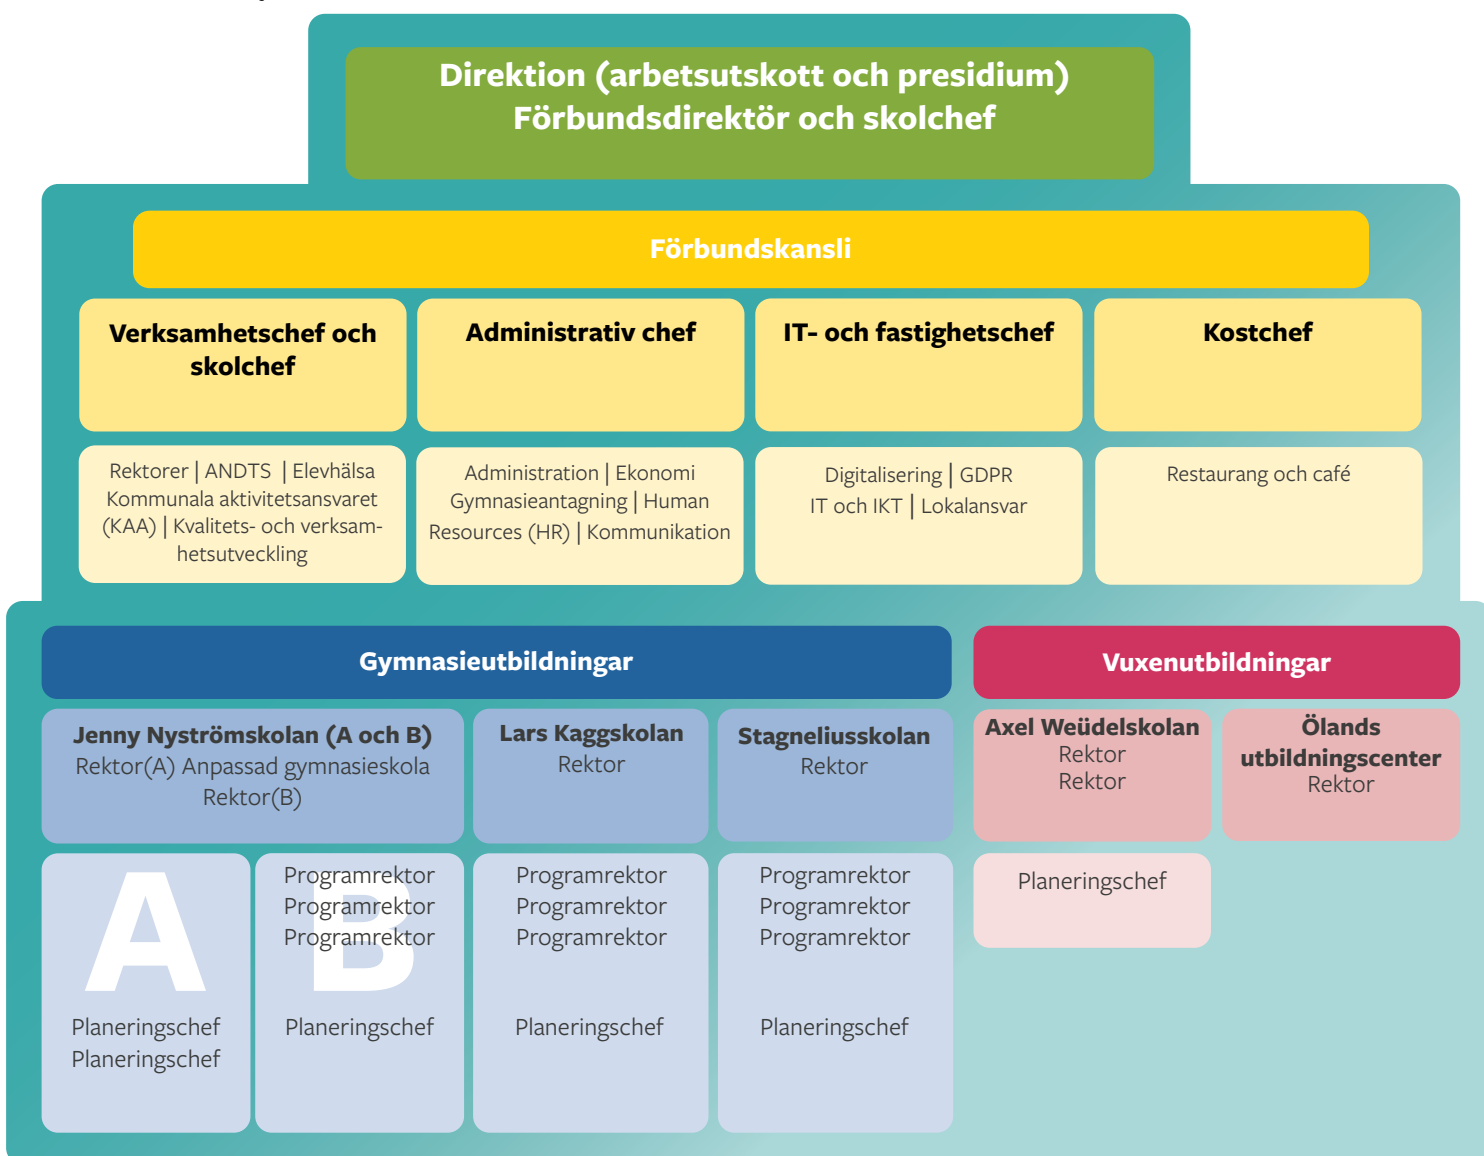 Direktion (arbetsutskott och presidium)
Förbundsdirektör och skolchef
Förbundskansli
Verksamhetschef och
skolchef
Rektorer | ANDTS | Elevhälsa
Kommunala aktivitetsansvaret
(KAA) | Kvalitets- och verksam-
hetsutveckling
Administrativ chef
Administration | Ekonomi
Gymnasieantagning | Human
Resources (HR) | Kommunikation
IT- och fastighetschef
Digitalisering | GDPR
IT och IKT | Lokalansvar
Kostchef
Restaurang och café
Gymnasieutbildningar
Jenny Nyströmskolan (A och B)
Rektor(A) Anpassad gymnasieskola
Rektor(B)
A
Planeringschef
Planeringschef
B
Programrektor
Programrektor
Programrektor
Planeringschef
Lars Kaggskolan
Rektor
Programrektor
Programrektor
Programrektor
Planeringschef
Stagneliusskolan
Rektor
Programrektor
Programrektor
Programrektor
Planeringschef
Vuxenutbildningar
Axel Weüdelskolan
Rektor
Rektor
Planeringschef
Ölands
utbildningscenter
Rektor